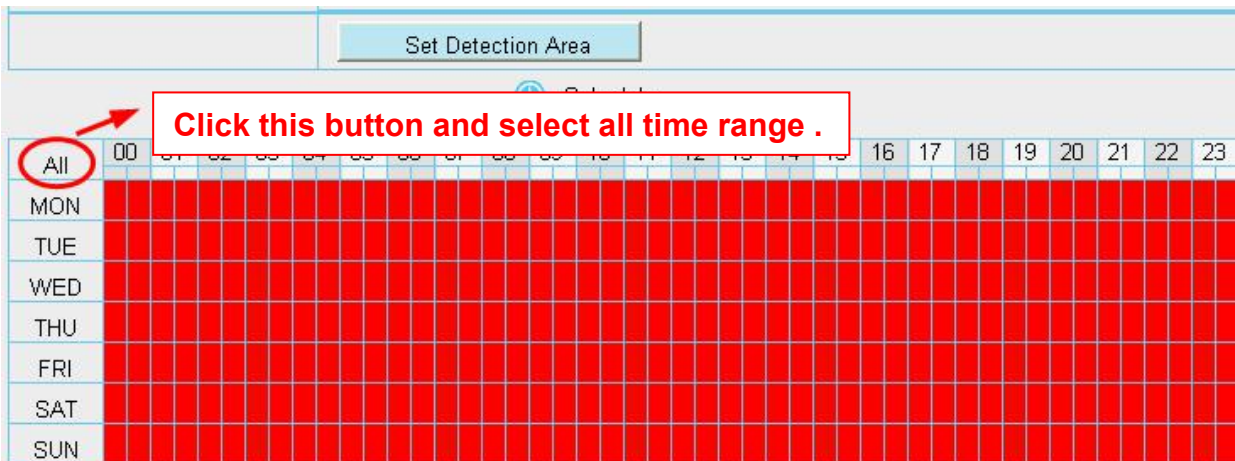 Set Detection Area
Click this button and select all time range .
All 00 16 17 18 19 20 21 22 23
MON
TUE
WED
THU
FRI
SAT
SUN